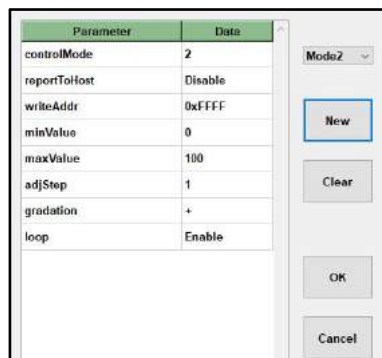 Parameter Data
controlMode 2
reportToHost Disable
writeAddr 0xFFFF
minValue 0
maxValue 100
adjStep 1
gradation +
loop Enable
Mode2
New
Clear
OK
Cancel